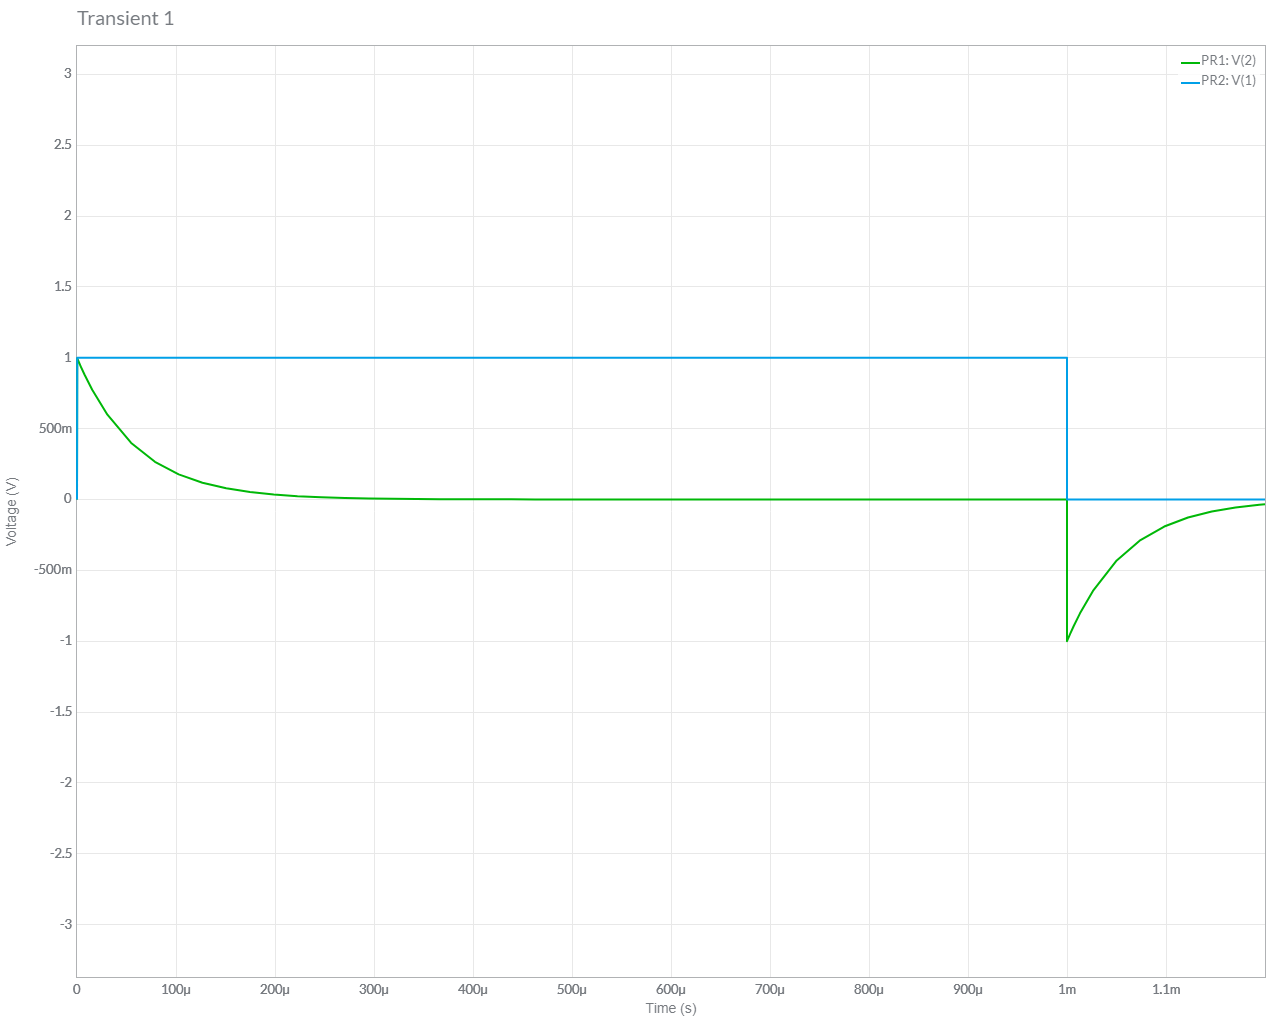 Transient 1
PR1: V(2)
PR2: V(1)
3
2.5
2
1.5
1
500m
0
-500m
-1
-1.5
-2
-2.5
-3
Voltage (V)
0 100µ 200µ 300µ 400µ 500µ 600µ 700µ 800µ 900µ 1m 1.1m
Time (s)